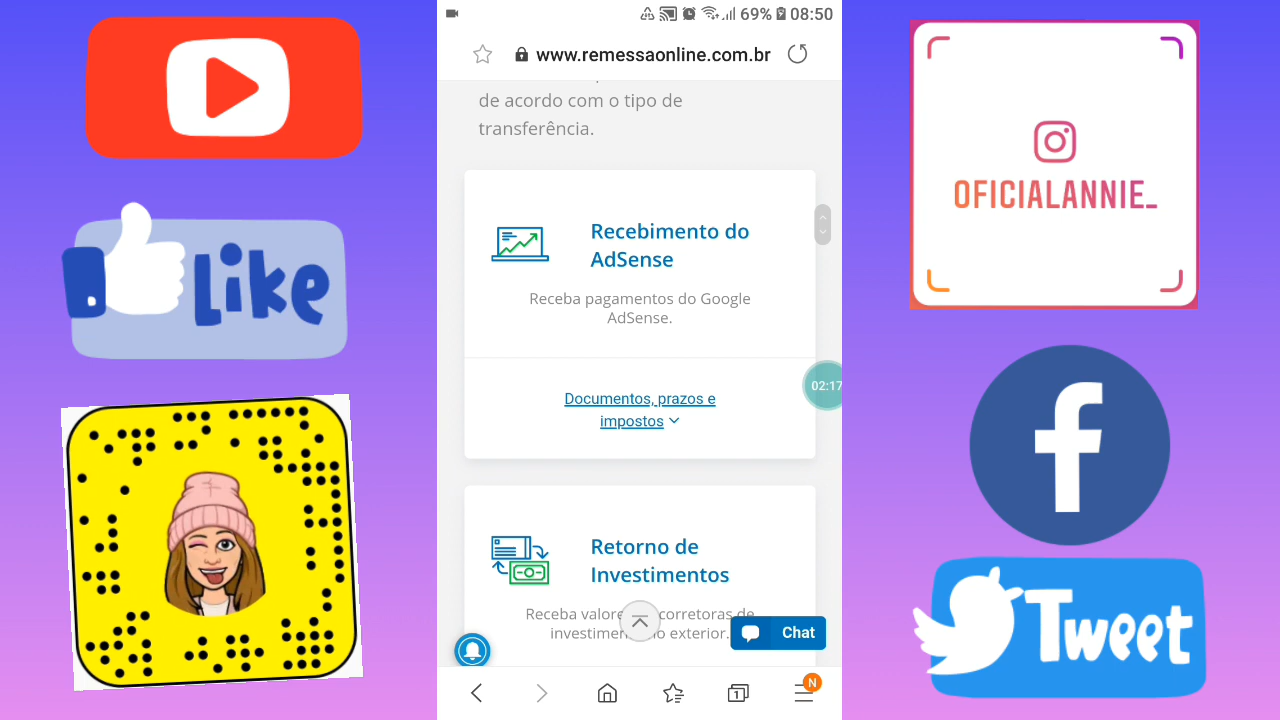 Like
69% 08:50
www.remessaonline.com.br
de acordo com o tipo de
transferência.
Recebimento do
AdSense
Receba pagamentos do Google
AdSense.
02:17
Documentos, prazos e
impostos
Retorno de
Investimentos
Receba valores corretoras de
investimen o exterior.
Chat
1
N
OFICIALANNIE_
f
Tweet